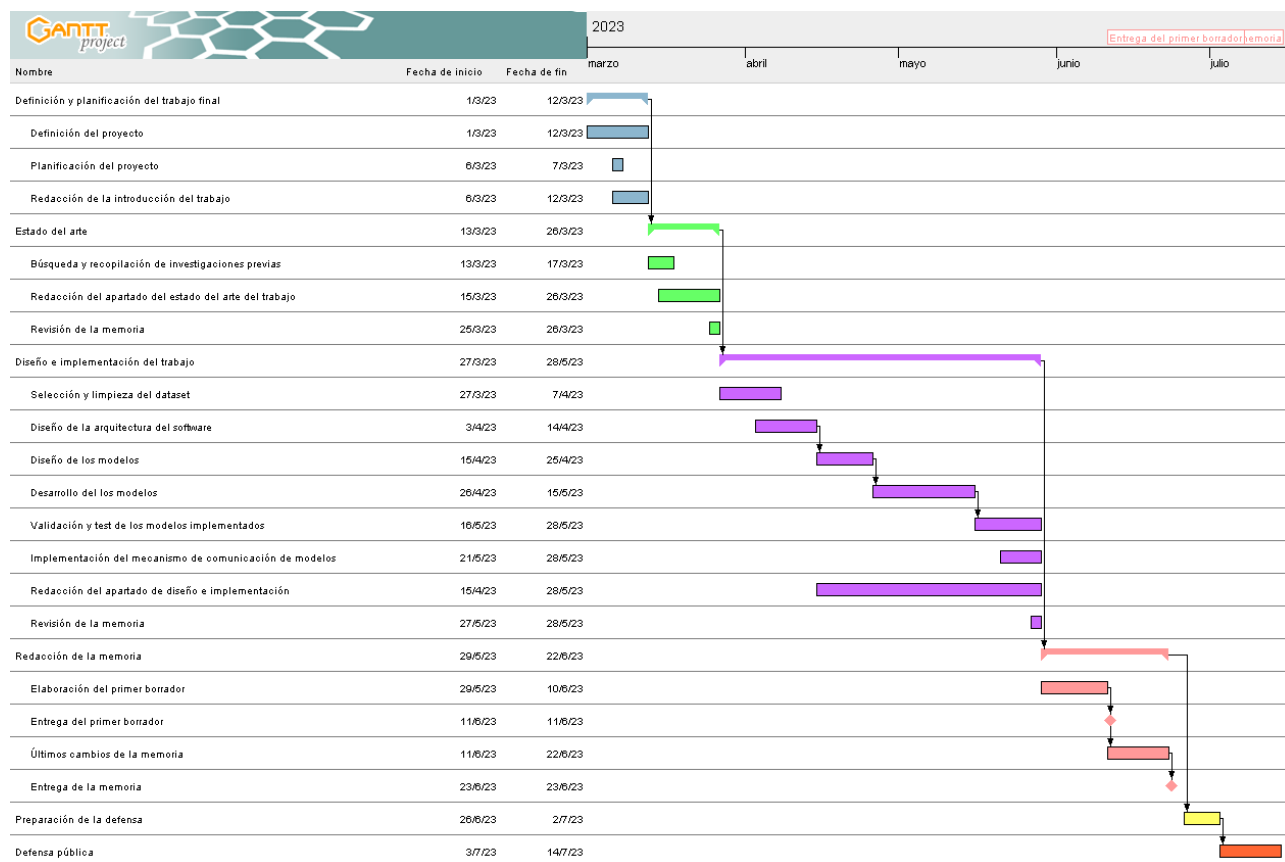 GANTT
project
2023
Entrega del primer borrador
emoria
marzo abril mayo junio julio
Nombre Fecha de inicio Fecha de fin
Definición y planificación del trabajo final 1/3/23 12/3/23
Definición del proyecto 1/3/23 12/3/23
Planificación del proyecto 6/3/23 7/3/23
Redacción de la introducción del trabajo 6/3/23 12/3/23
Estado del arte 13/3/23 26/3/23
Búsqueda y recopilación de investigaciones previas 13/3/23 17/3/23
Redacción del apartado del estado del arte del trabajo 15/3/23 26/3/23
Revisión de la memoria 25/3/23 26/3/23
Diseño e implementación del trabajo 27/3/23 28/5/23
Selección y limpieza del dataset 27/3/23 7/4/23
Diseño de la arquitectura del software 3/4/23 14/4/23
Diseño de los modelos 15/4/23 25/4/23
Desarrollo del los modelos 26/4/23 15/5/23
Validación y test de los modelos implementados 16/5/23 28/5/23
Implementación del mecanismo de comunicación de modelos 21/5/23 28/5/23
Redacción del apartado de diseño e implementación 15/4/23 28/5/23
Revisión de la memoria 27/5/23 28/5/23
Redacción de la memoria 29/5/23 22/6/23
Elaboración del primer borrador 29/5/23 10/6/23
Entrega del primer borrador 11/6/23 11/6/23
Últimos cambios de la memoria 11/6/23 22/6/23
Entrega de la memoria 23/6/23 23/6/23
Preparación de la defensa 26/6/23 2/7/23
Defensa pública 3/7/23 14/7/23